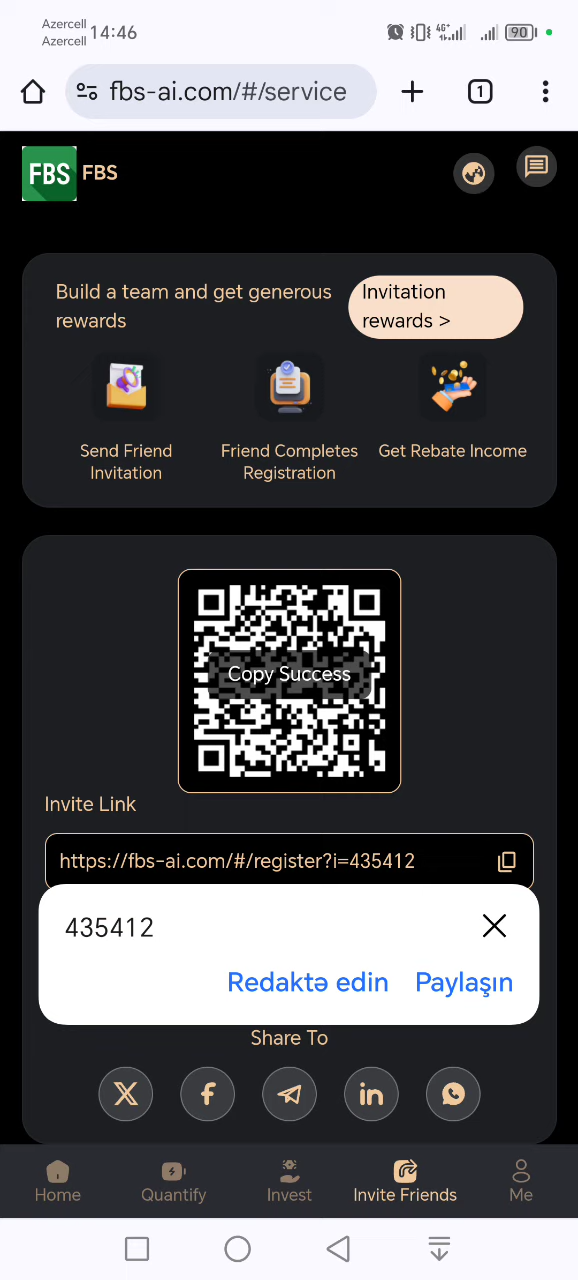 Azercell
Azercell
14:46
4G+
90
fbs-ai.com/#/service
1
FBS
FBS
Build a team and get generous
rewards
Invitation
rewards >
Send Friend
Invitation
Friend Completes
Registration
Get Rebate Income
Copy Success
Invite Link
https://fbs-ai.com/#/register?i=435412
435412
Redaktə edin
Paylaşın
Share To
Home
Quantify
Invest
Invite Friends
Me